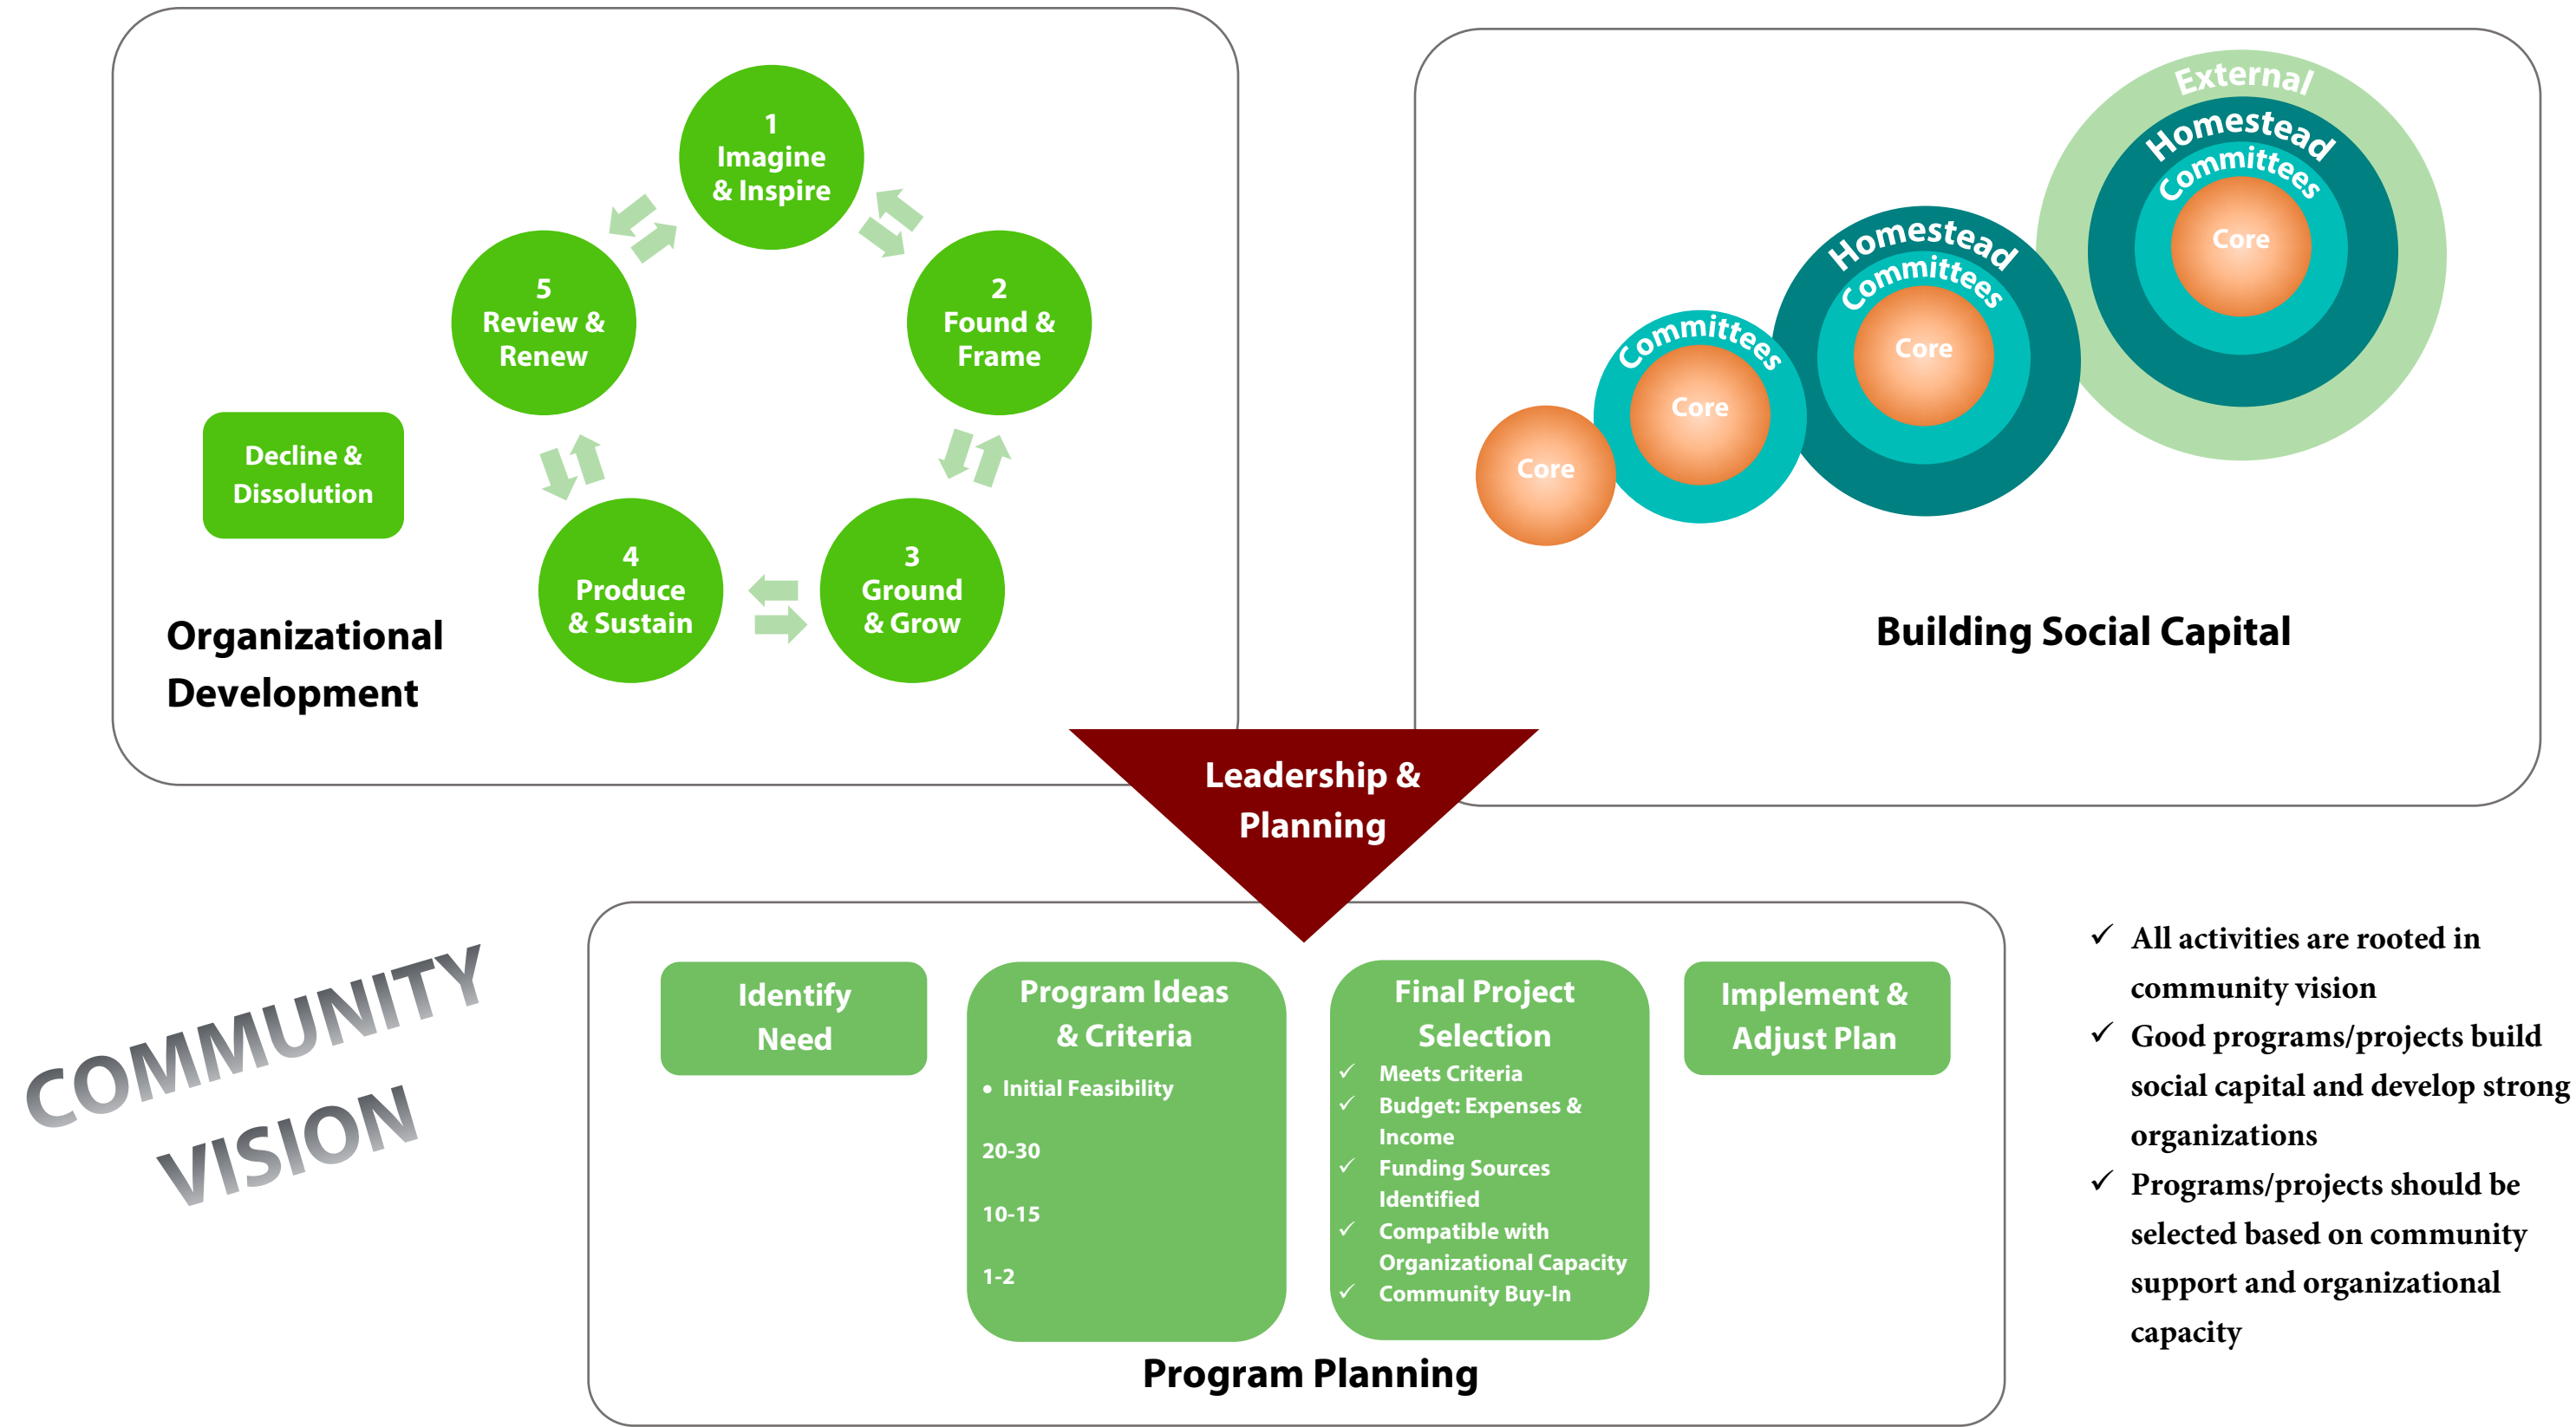 1
Imagine
& Inspire
5
Review &
Renew
2
Found &
Frame
Decline &
Dissolution
4
Produce
& Sustain
3
Ground
& Grow
Organizational
Development
External
Homestead
Committees
Core
Homestead
Committees
Core
Committees
Core
Core
Building Social Capital
Leadership &
Planning
COMMUNITY
VISION
Identify
Need
Program Ideas
& Criteria
• Initial Feasibility
20-30
10-15
1-2
Final Project
Selection
✓ Meets Criteria
✓ Budget: Expenses &
Income
✓ Funding Sources
Identified
✓ Compatible with
Organizational Capacity
✓ Community Buy-In
Implement &
Adjust Plan
Program Planning
✓ All activities are rooted in
community vision
✓ Good programs/projects build
social capital and develop strong
organizations
✓ Programs/projects should be
selected based on community
support and organizational
capacity